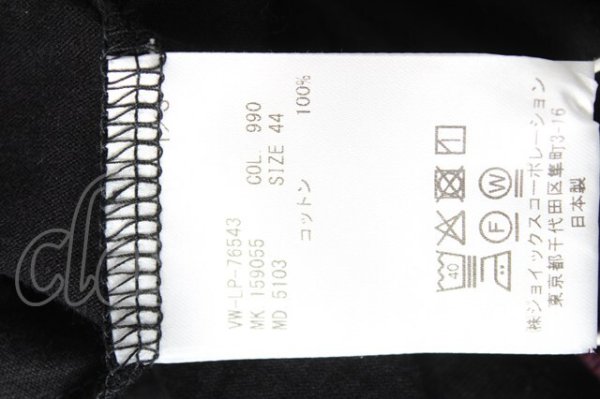 VW-LP-76543
COL. 990
MK 159055
SIZE 44
MD 5103
コットン 100%
40
F W
株)ジョイックスコーポレーション
東京都千代田区隼町3-16
日本製